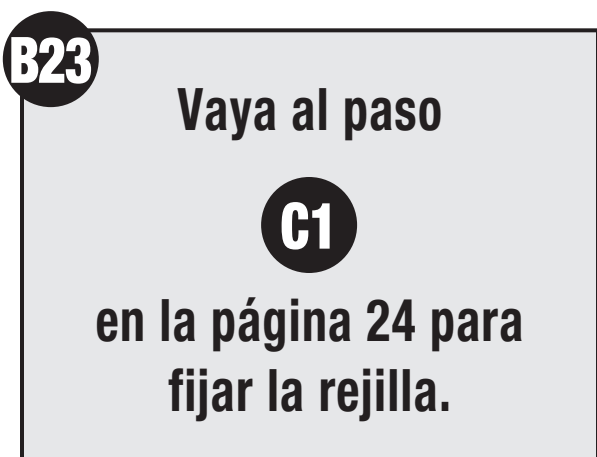 B23
Vaya al paso
C1
en la página 24 para
fijar la rejilla.